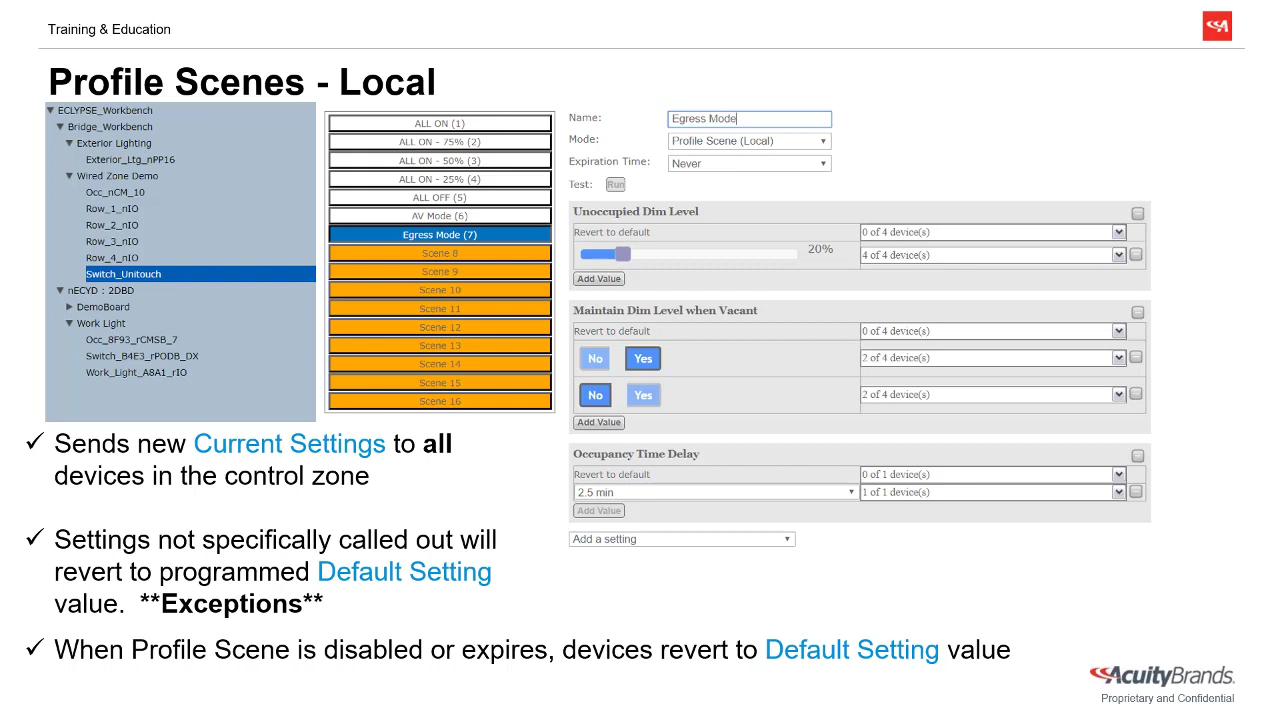 Training & Education
Profile Scenes - Local
ECLYPSE_Workbench
Bridge_Workbench
Exterior Lighting
Exterior_Ltg_nPP16
Wired Zone Demo
Occ_nCM_10
Row_1_nIO
Row_2_nIO
Row_3_nIO
Row_4_nIO
Switch_Unitouch
nECYD : 2DBD
DemoBoard
Work Light
Occ_8F93_rCMSB_7
Switch_B4E3_rPODB_DX
Work_Light_A8A1_rIO
ALL ON (1)
ALL ON - 75% (2)
ALL ON - 50% (3)
ALL ON - 25% (4)
ALL OFF (5)
AV Mode (6)
Egress Mode (7)
Scene 8
Scene 9
Scene 10
Scene 11
Scene 12
Scene 13
Scene 14
Scene 15
Scene 16
Name: Egress Mode
Mode: Profile Scene (Local)
Expiration Time: Never
Test: Run
Unoccupied Dim Level
Revert to default 0 of 4 device(s)
20% 4 of 4 device(s)
Add Value
Maintain Dim Level when Vacant
Revert to default 0 of 4 device(s)
No Yes 2 of 4 device(s)
No Yes 2 of 4 device(s)
Add Value
Occupancy Time Delay
Revert to default 0 of 1 device(s)
2.5 min 1 of 1 device(s)
Add Value
Add a setting
✓ Sends new Current Settings to all
devices in the control zone
✓ Settings not specifically called out will
revert to programmed Default Setting
value. **Exceptions**
✓ When Profile Scene is disabled or expires, devices revert to Default Setting value
AcuityBrands.
Proprietary and Confidential